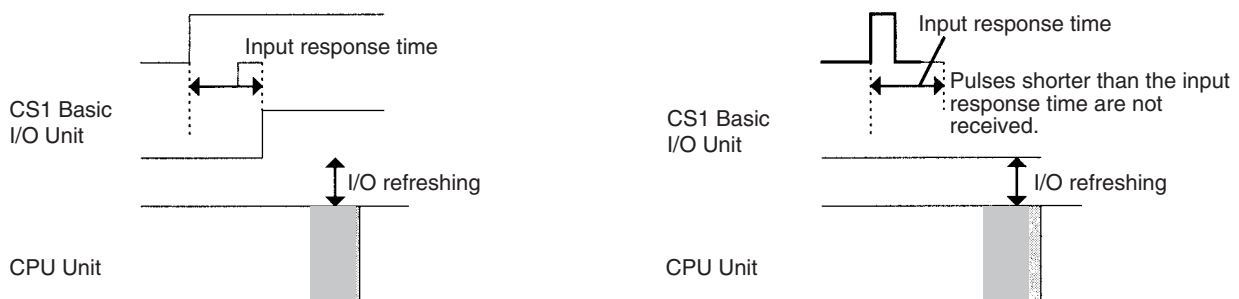 Input response time
CS1 Basic
I/O Unit
I/O refreshing
CPU Unit
Input response time
Pulses shorter than the input
response time are not
received.
CS1 Basic
I/O Unit
I/O refreshing
CPU Unit